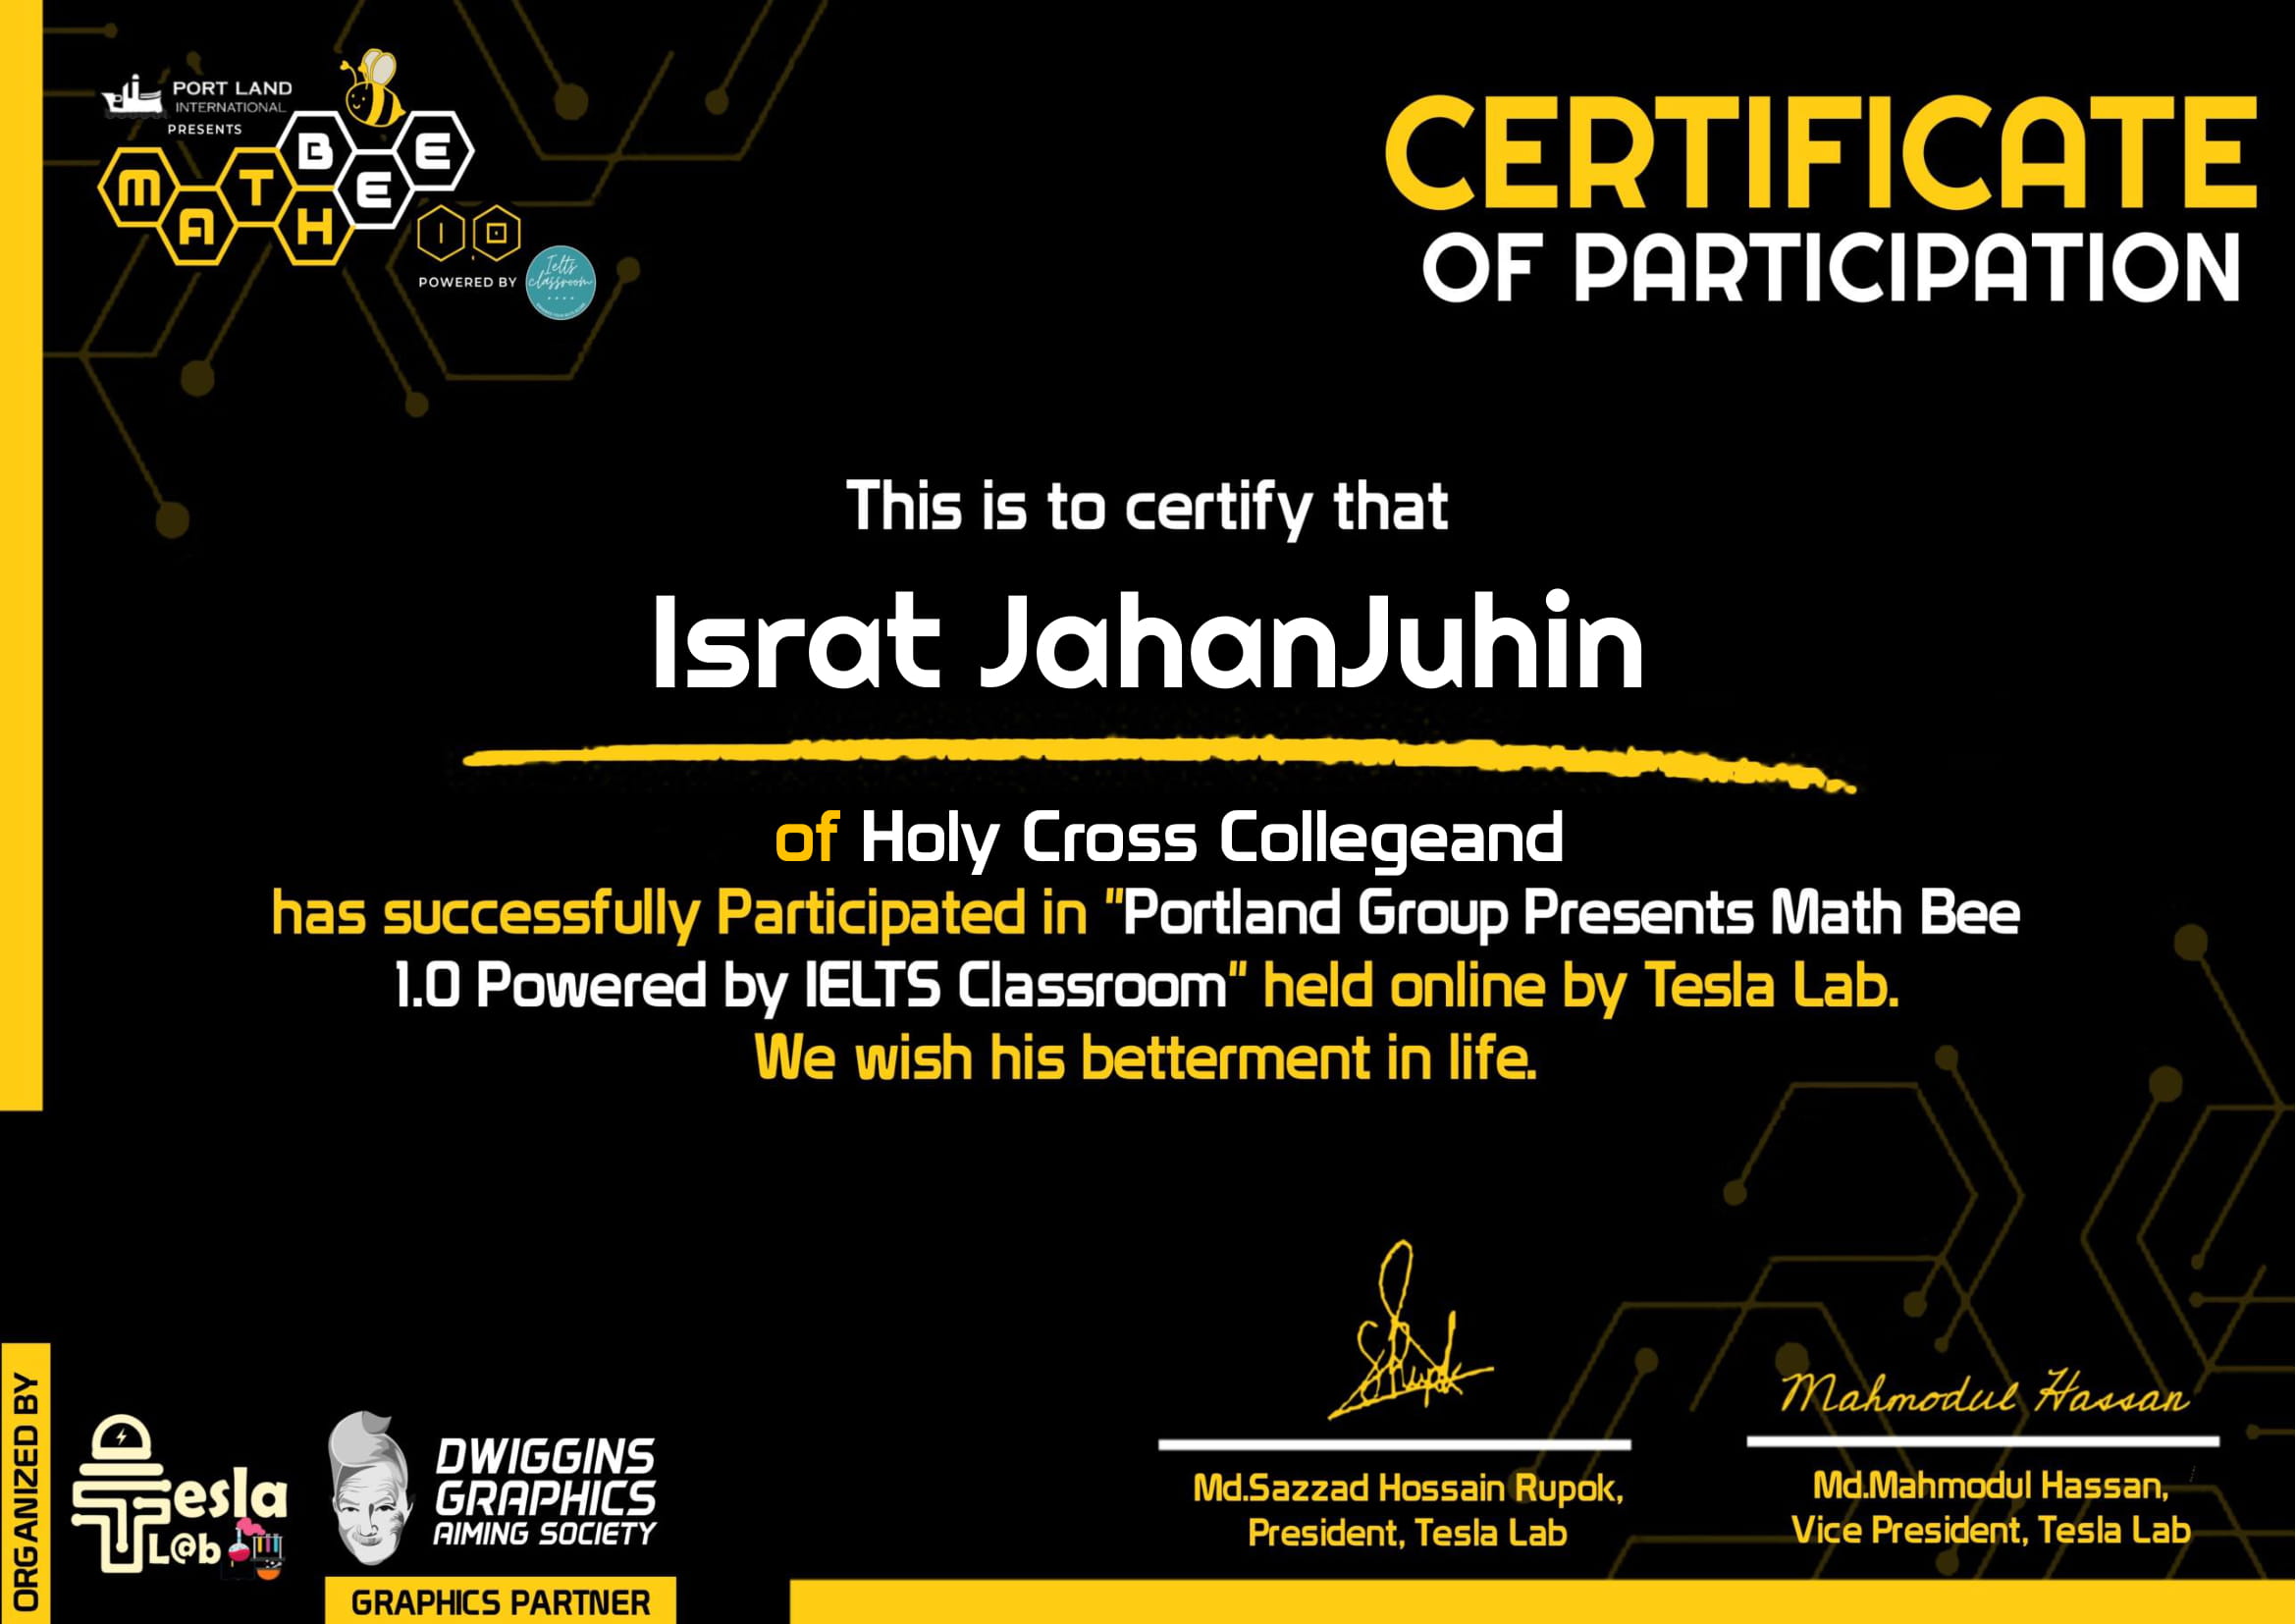 PORT LAND
INTERNATIONAL
PRESENTS
MATH BEE
1.0
POWERED BY
Ielts
classroom
CERTIFICATE
OF PARTICIPATION
This is to certify that
Israt JahanJuhin
of Holy Cross Collegeand
has successfully Participated in "Portland Group Presents Math Bee
1.0 Powered by IELTS Classroom" held online by Tesla Lab.
We wish his betterment in life.
ORGANIZED BY
Tesla
L@b
DWIGGINS
GRAPHICS
AIMING SOCIETY
GRAPHICS PARTNER
SRupok
Md.Sazzad Hossain Rupok,
President, Tesla Lab
Mahmodul Hassan
Md.Mahmodul Hassan,
Vice President, Tesla Lab